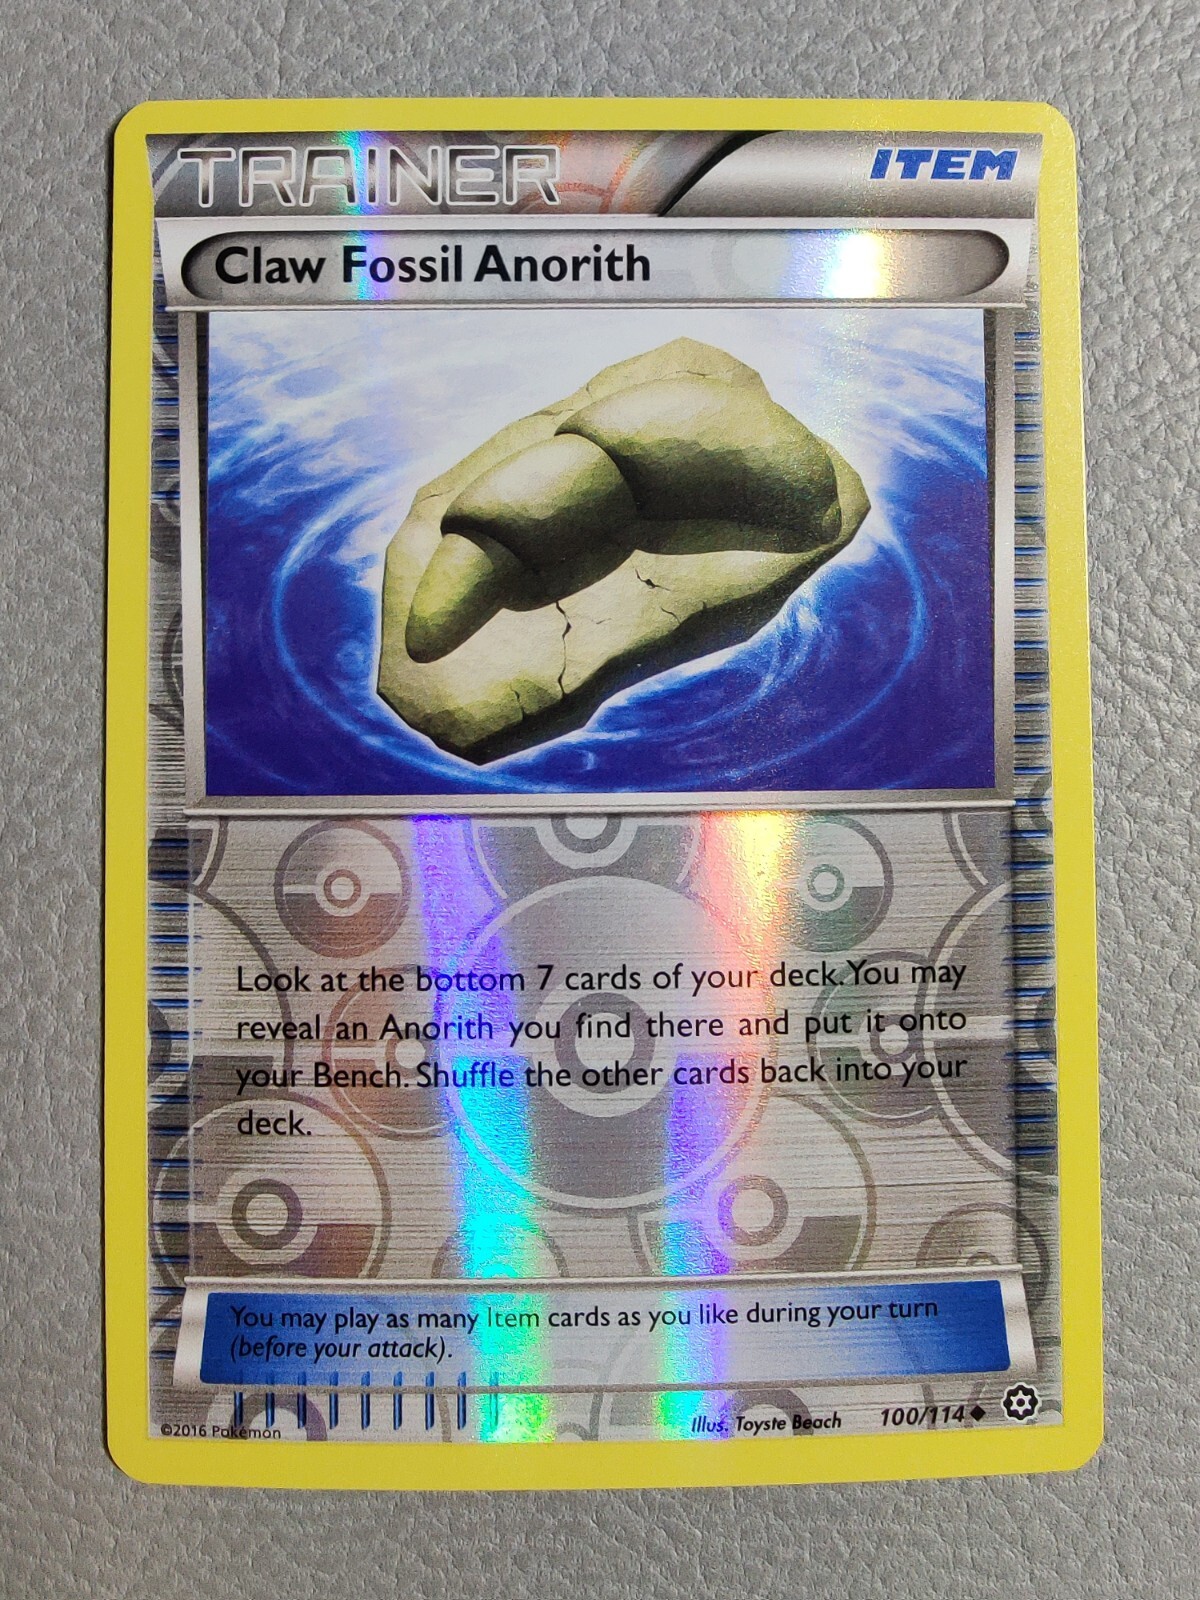 TRAINER
ITEM
Claw Fossil Anorith
Look at the bottom 7 cards of your deck. You may
reveal an Anorith you find there and put it onto
your Bench. Shuffle the other cards back into your
deck.
You may play as many Item cards as you like during your turn
(before your attack).
©2016 Pokémon
Illus. Toyste Beach
100/114